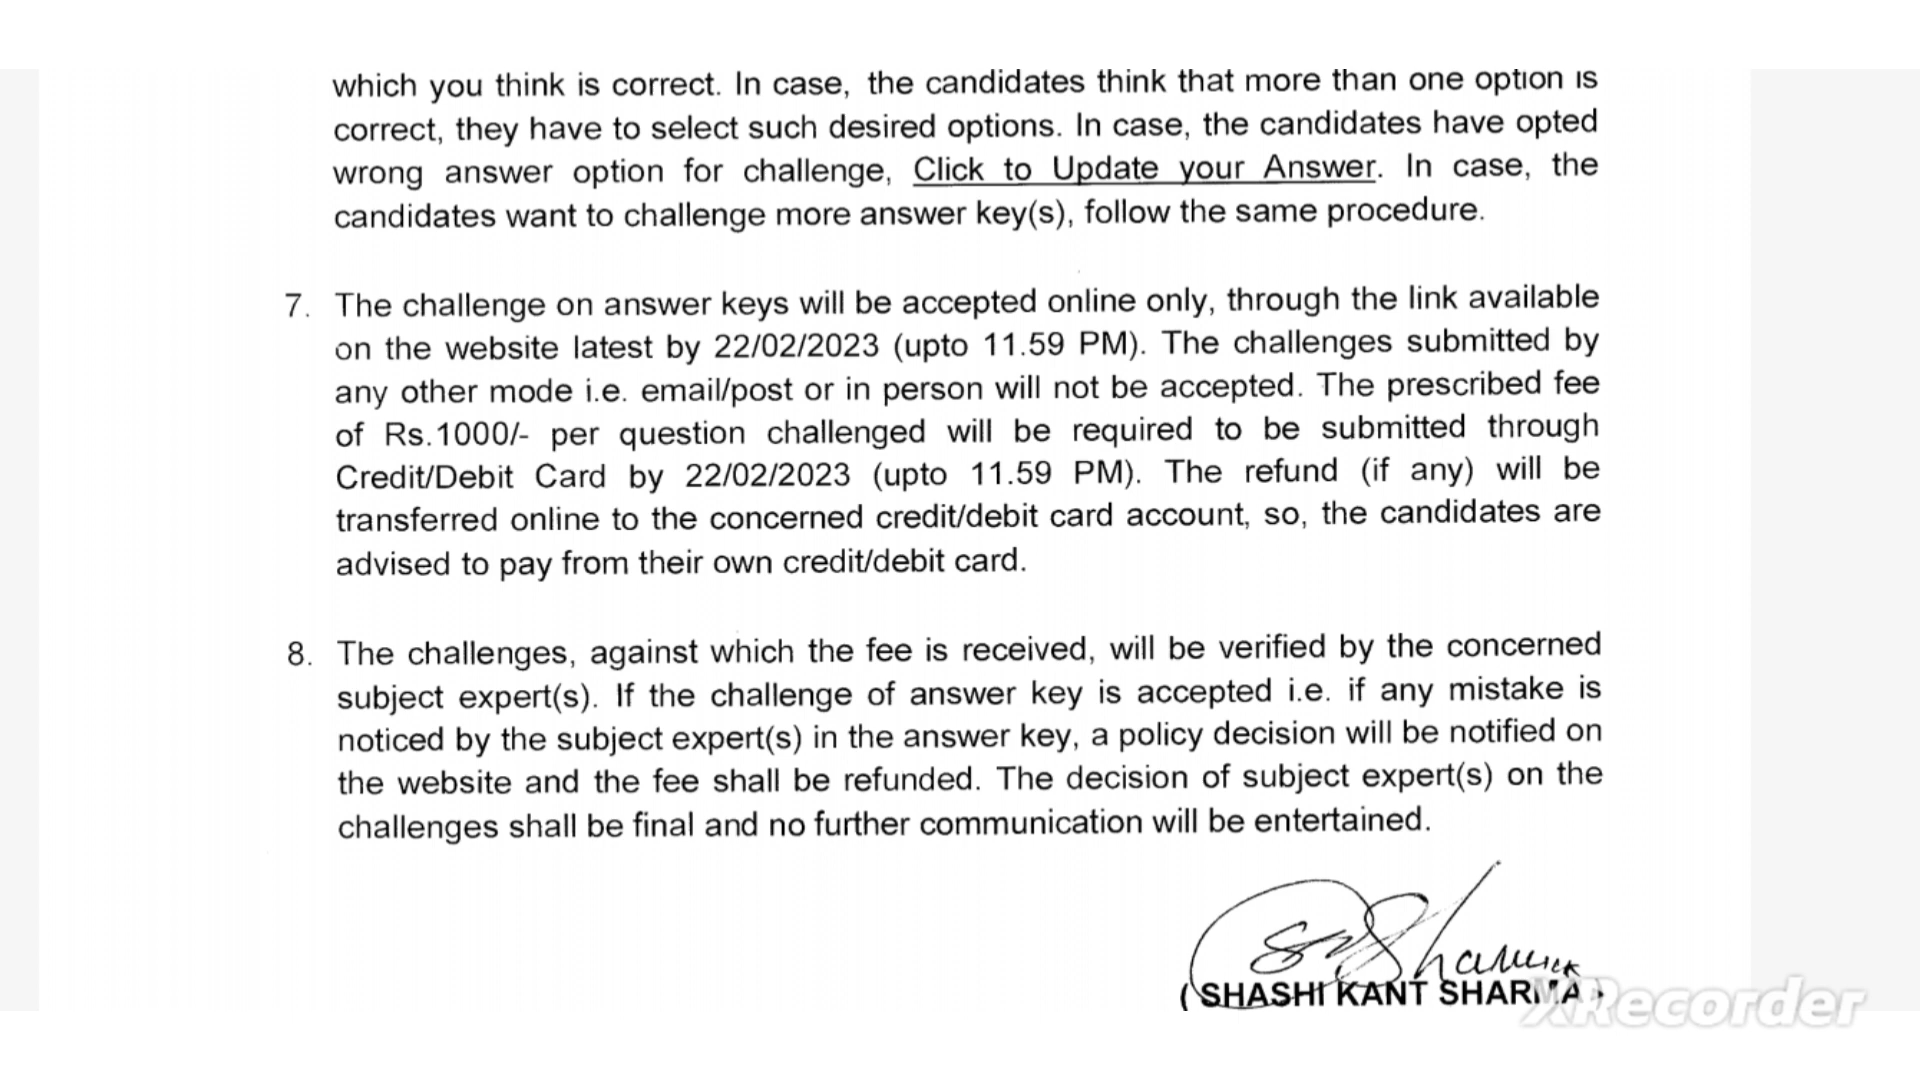 which you think is correct. In case, the candidates think that more than one option is
correct, they have to select such desired options. In case, the candidates have opted
wrong answer option for challenge, Click to Update your Answer. In case, the
candidates want to challenge more answer key(s), follow the same procedure.
7. The challenge on answer keys will be accepted online only, through the link available
on the website latest by 22/02/2023 (upto 11.59 PM). The challenges submitted by
any other mode i.e. email/post or in person will not be accepted. The prescribed fee
of Rs.1000/- per question challenged will be required to be submitted through
Credit/Debit Card by 22/02/2023 (upto 11.59 PM). The refund (if any) will be
transferred online to the concerned credit/debit card account, so, the candidates are
advised to pay from their own credit/debit card.
8. The challenges, against which the fee is received, will be verified by the concerned
subject expert(s). If the challenge of answer key is accepted i.e. if any mistake is
noticed by the subject expert(s) in the answer key, a policy decision will be notified on
the website and the fee shall be refunded. The decision of subject expert(s) on the
challenges shall be final and no further communication will be entertained.
(SHASHI KANT SHARMA)
XRecorder